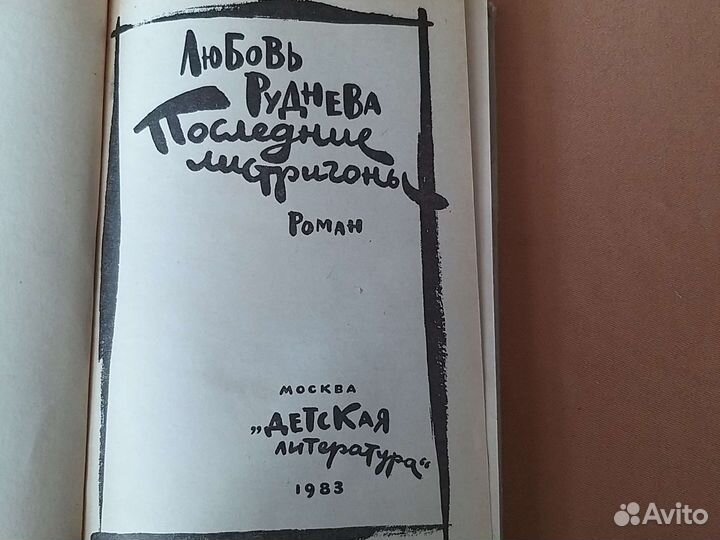 Любовь
Руднева
Последние
листригоны
Роман
Москва
„Детская
литература“
1983
Avito